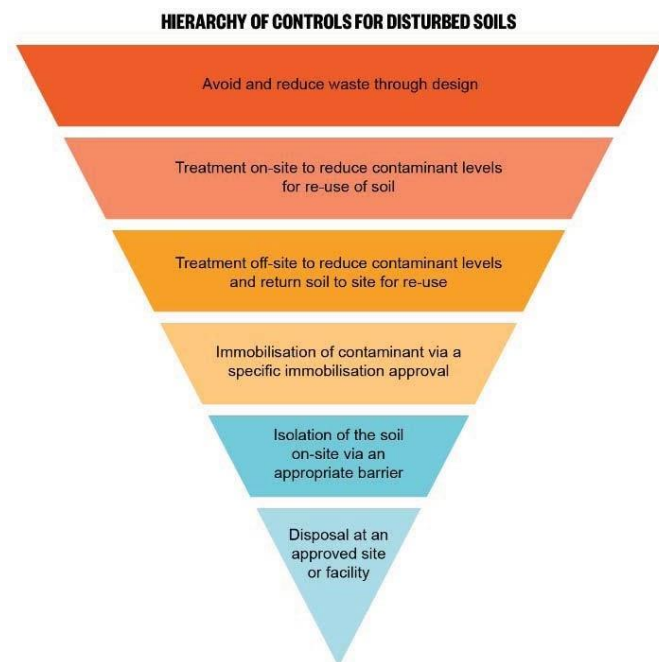 HIERARCHY OF CONTROLS FOR DISTURBED SOILS
Avoid and reduce waste through design
Treatment on-site to reduce contaminant levels
for re-use of soil
Treatment off-site to reduce contaminant levels
and return soil to site for re-use
Immobilisation of contaminant via a
specific immobilisation approval
Isolation of the soil
on-site via an
appropriate barrier
Disposal at an
approved site
or facility